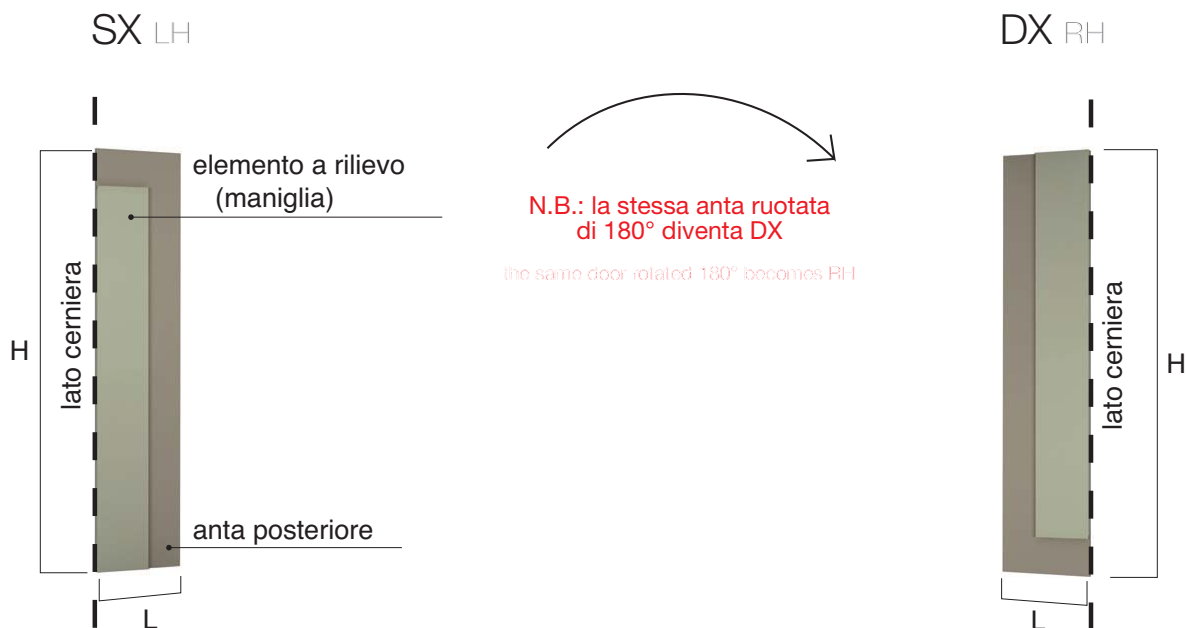 SX LH
DX RH
elemento a rilievo
(maniglia)
N.B.: la stessa anta ruotata
di 180° diventa DX
the same door rotated 180° becomes RH
lato cerniera
lato cerniera
H
H
anta posteriore
L
L